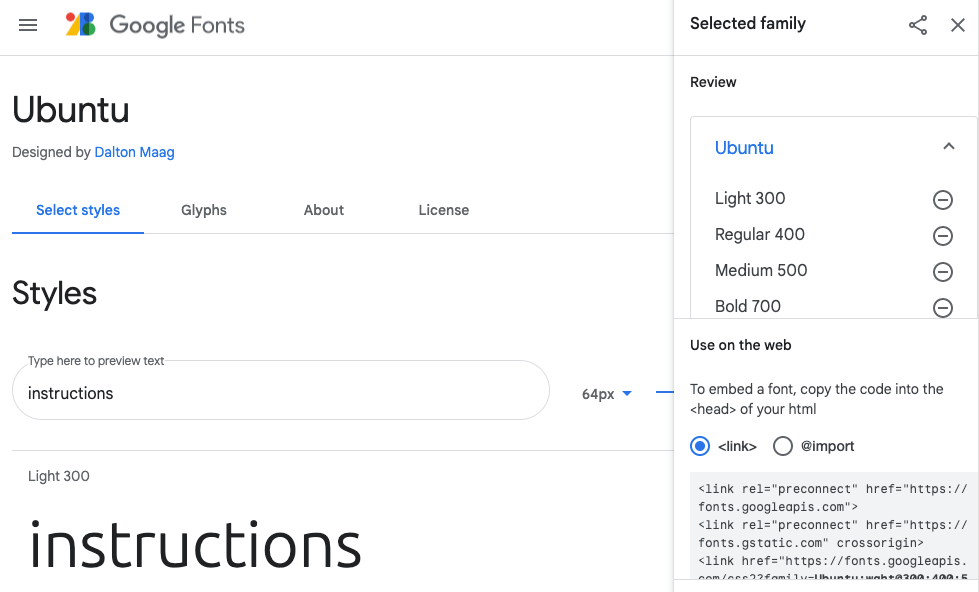 Google Fonts
Ubuntu
Designed by Dalton Maag
Select styles
Glyphs
About
License
Styles
Type here to preview text
instructions
64px
Light 300
instructions
Selected family
Review
Ubuntu
Light 300
Regular 400
Medium 500
Bold 700
Use on the web
To embed a font, copy the code into the
<head> of your html
<link>
@import
<link rel="preconnect" href="https://
fonts.googleapis.com">
<link rel="preconnect" href="https://
fonts.gstatic.com" crossorigin>
<link href="https://fonts.googleapis.
com/css2?family=Ubuntu:wght@300;400;5